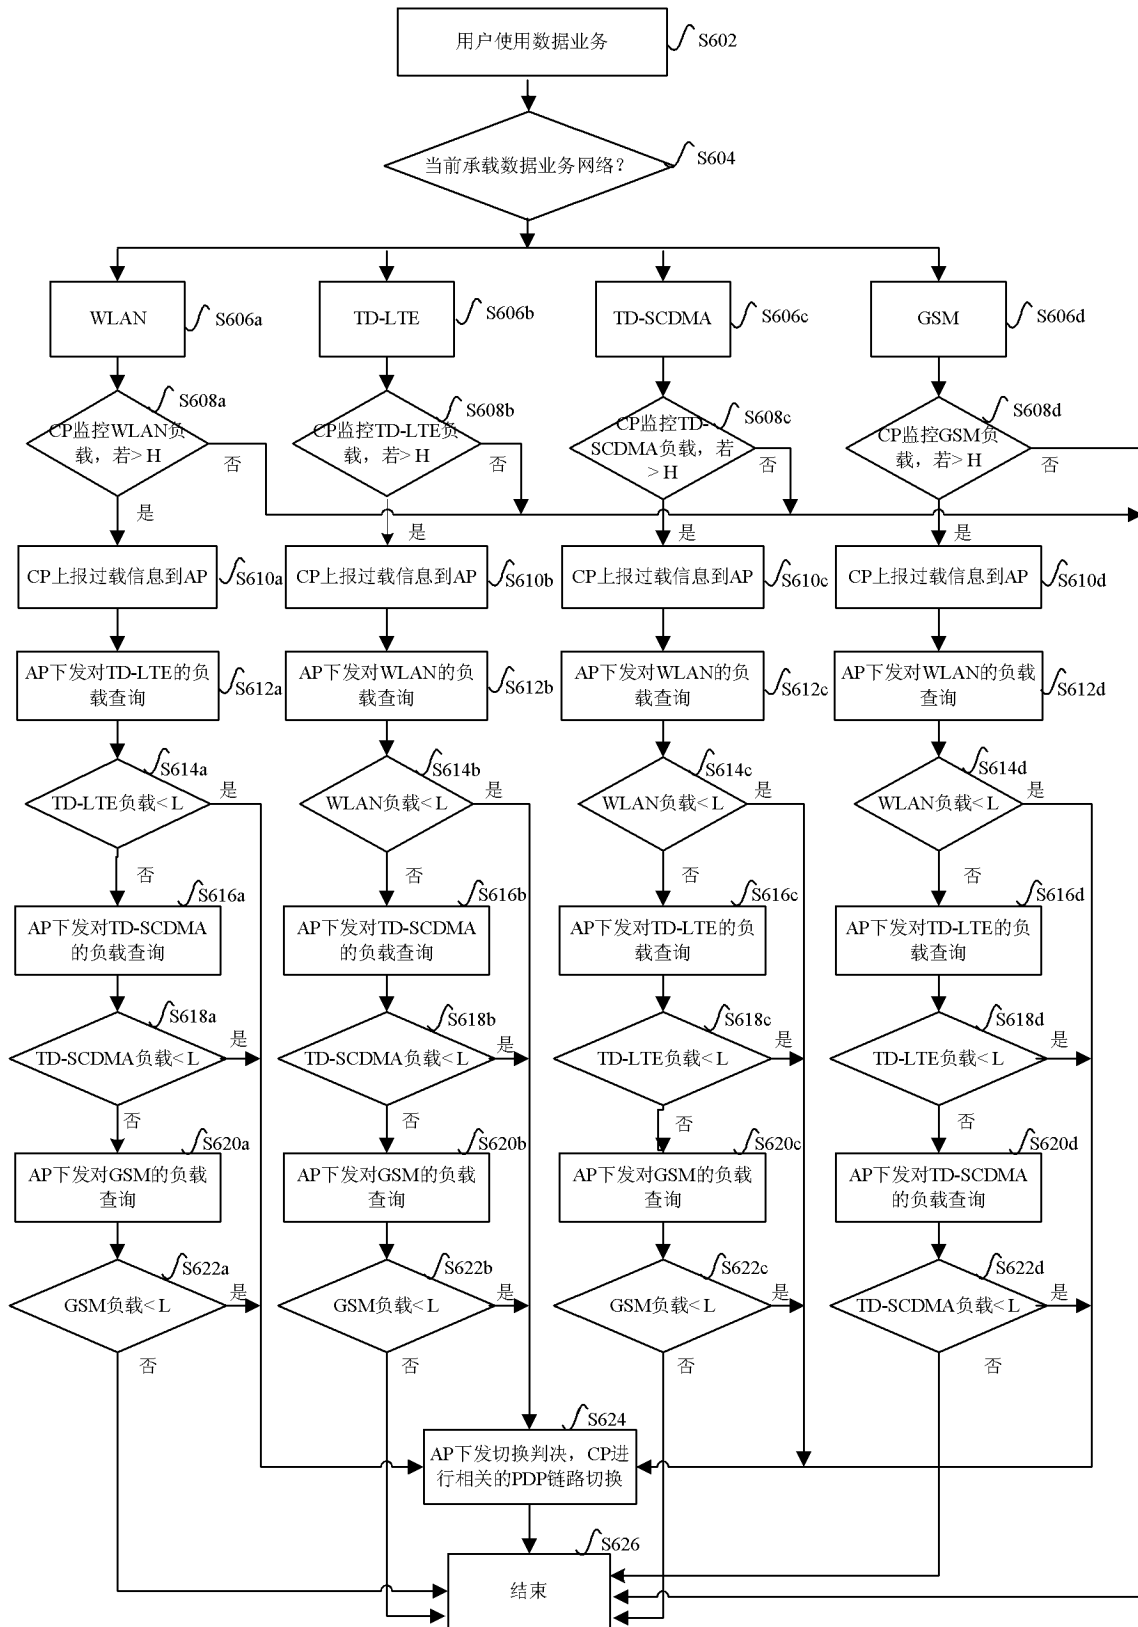 用户使用数据业务
S602
当前承载数据业务网络?
S604
WLAN
S606a
TD-LTE
S606b
TD-SCDMA
S606c
GSM
S606d
CP监控WLAN负
载，若> H
S608a
否
是
CP监控TD-LTE负
载，若> H
S608b
否
是
CP监控TD-
SCDMA负载，若
> H
S608c
否
是
CP监控GSM负
载，若> H
S608d
否
是
CP上报过载信息到AP
S610a
CP上报过载信息到AP
S610b
CP上报过载信息到AP
S610c
CP上报过载信息到AP
S610d
AP下发对TD-LTE的负
载查询
S612a
AP下发对WLAN的负
载查询
S612b
AP下发对WLAN的负
载查询
S612c
AP下发对WLAN的负载
查询
S612d
TD-LTE负载< L
S614a
是
否
WLAN负载< L
S614b
是
否
WLAN负载< L
S614c
是
否
WLAN负载< L
S614d
是
否
AP下发对TD-SCDMA
的负载查询
S616a
AP下发对TD-SCDMA
的负载查询
S616b
AP下发对TD-LTE的负
载查询
S616c
AP下发对TD-LTE的负
载查询
S616d
TD-SCDMA负载< L
S618a
是
否
TD-SCDMA负载< L
S618b
是
否
TD-LTE负载< L
S618c
是
否
TD-LTE负载< L
S618d
是
否
AP下发对GSM的负载
查询
S620a
AP下发对GSM的负载
查询
S620b
AP下发对GSM的负载
查询
S620c
AP下发对TD-SCDMA
的负载查询
S620d
GSM负载< L
S622a
是
否
GSM负载< L
S622b
是
否
GSM负载< L
S622c
是
否
TD-SCDMA负载< L
S622d
是
否
AP下发切换判决，CP进
行相关的PDP链路切换
S624
结束
S626